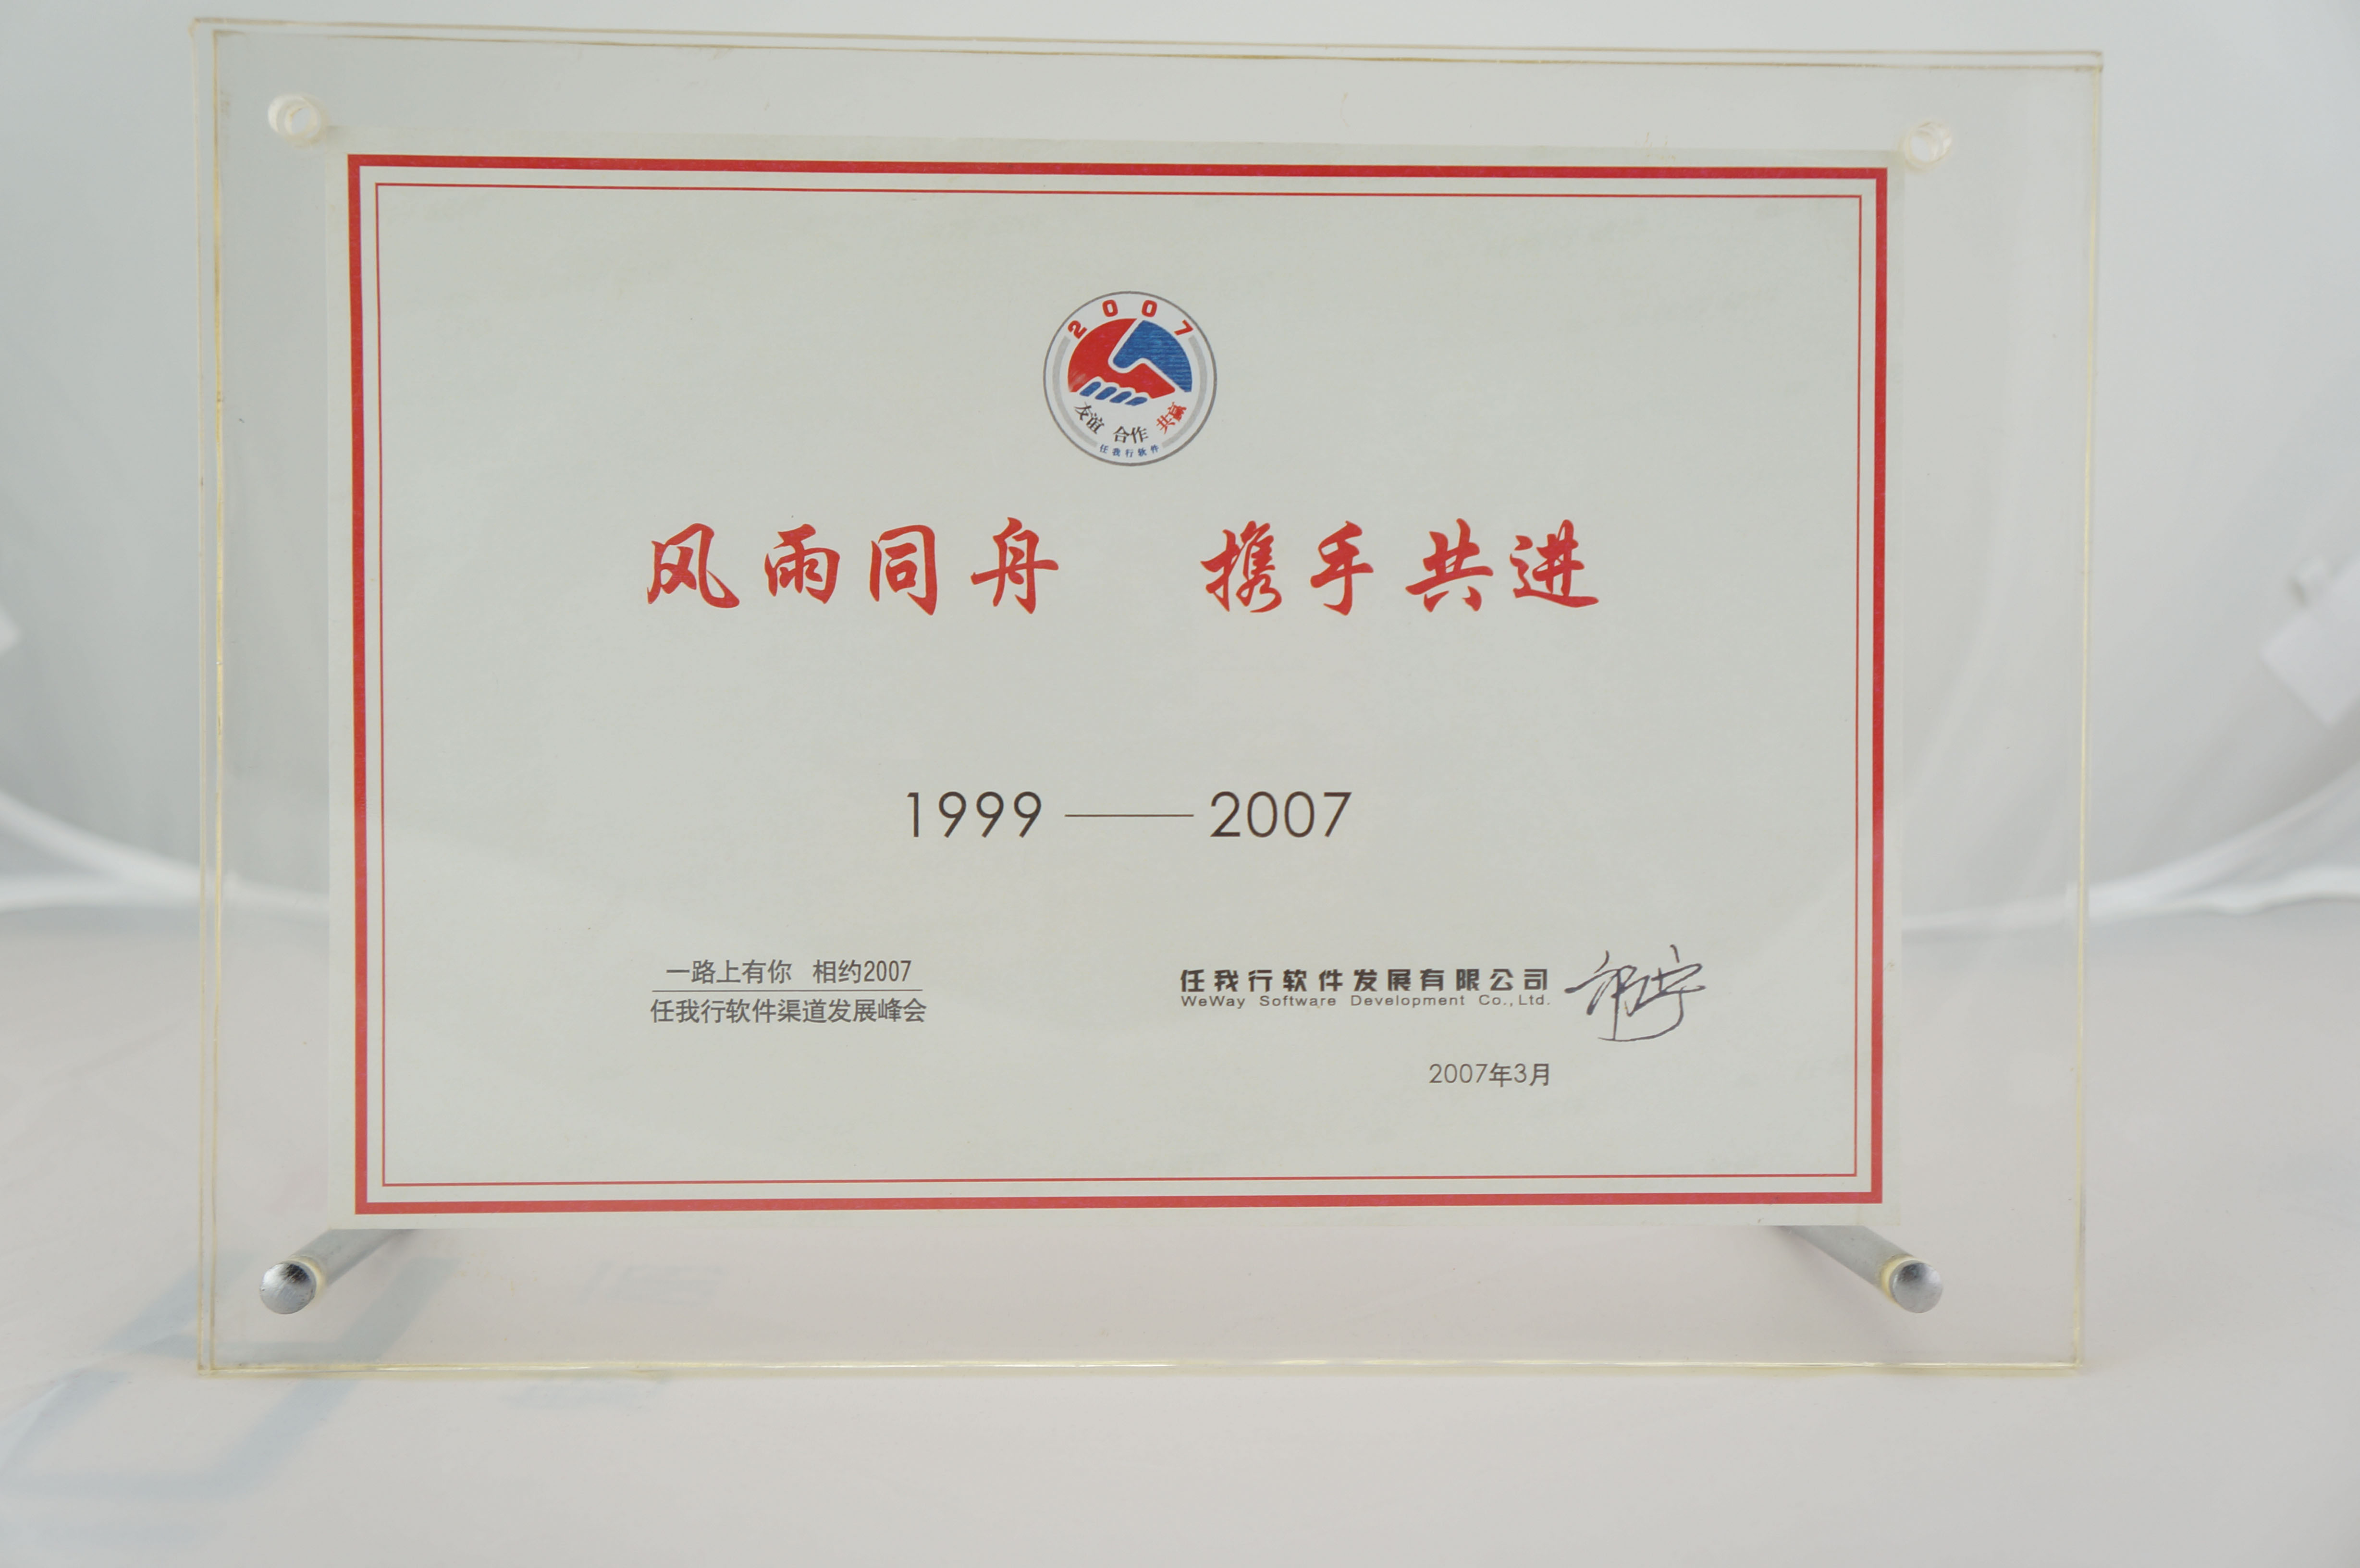 2007
友谊 合作 共赢
任我行软件
风雨同舟 携手共进
1999——2007
一路上有你 相约2007
任我行软件渠道发展峰会
任我行软件发展有限公司
WeWay Software Development Co.,Ltd.
2007年3月